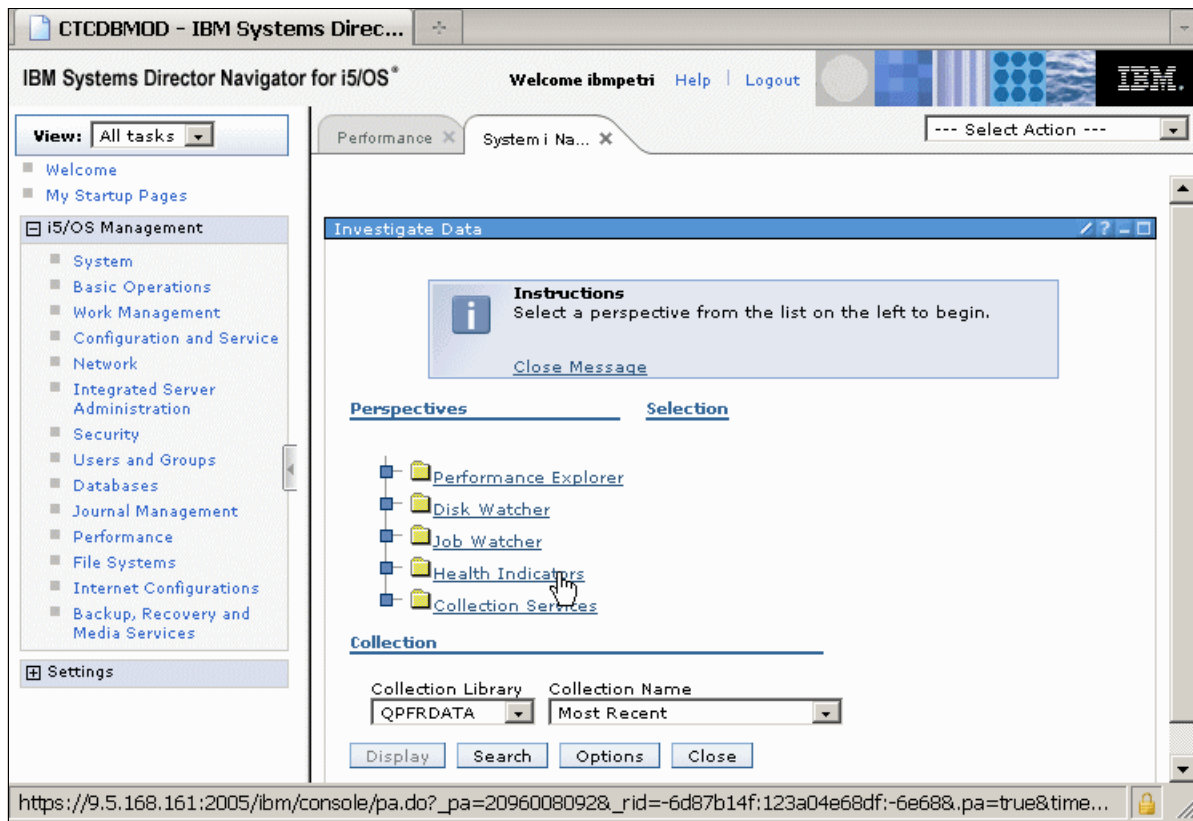 CTCDBMOD - IBM Systems Direc...
IBM Systems Director Navigator for i5/OS®
Welcome ibmpetri Help Logout
IBM.
View: All tasks
Welcome
My Startup Pages
i5/OS Management
System
Basic Operations
Work Management
Configuration and Service
Network
Integrated Server
Administration
Security
Users and Groups
Databases
Journal Management
Performance
File Systems
Internet Configurations
Backup, Recovery and
Media Services
Settings
Performance
System i Na...
--- Select Action ---
Investigate Data
Instructions
Select a perspective from the list on the left to begin.
Close Message
Perspectives
Selection
Performance Explorer
Disk Watcher
Job Watcher
Health Indicators
Collection Services
Collection
Collection Library Collection Name
QPFRDATA Most Recent
Display Search Options Close
https://9.5.168.161:2005/ibm/console/pa.do?_pa=2096008092&_rid=-6d87b14f:123a04e68df:-6e68&.pa=true&time...